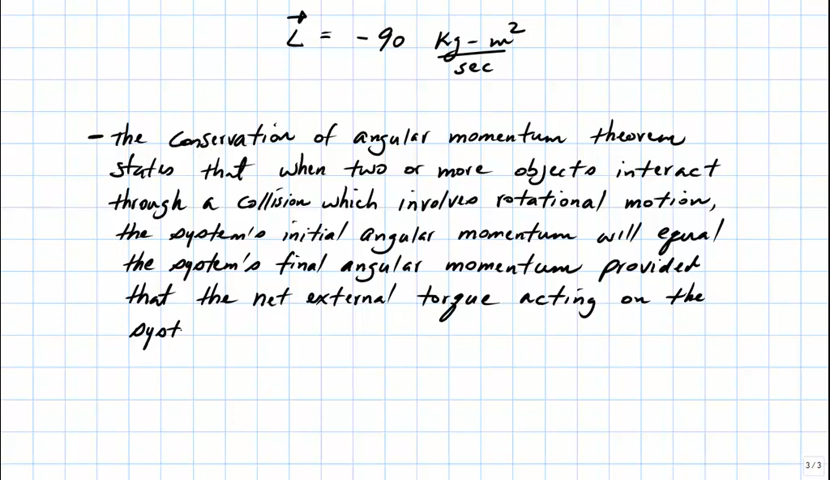 L⃗ = -90 Kg-m²/sec
- The conservation of angular momentum theorem
states that when two or more objects interact
through a collision which involves rotational motion,
the system's initial angular momentum will equal
the system's final angular momentum provided
that the net external torque acting on the
syst
3/3